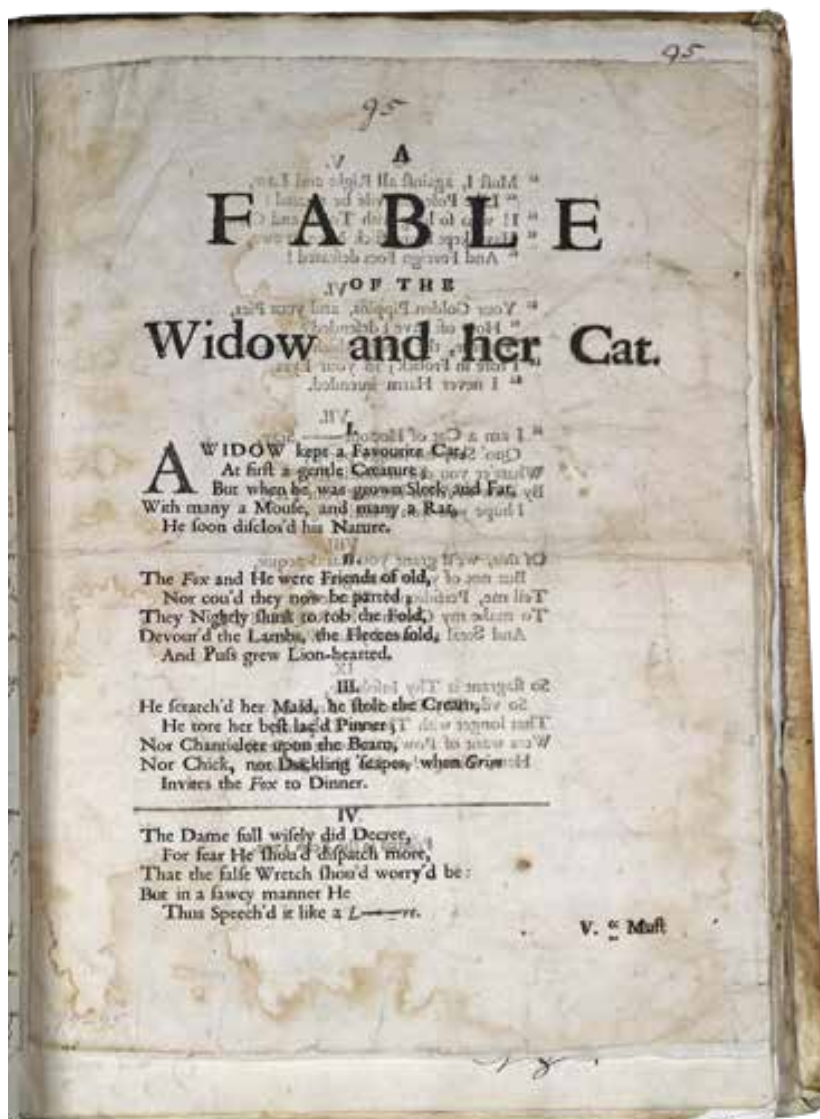 95
95
A
FABLE
OF THE
Widow and her Cat.
I.
A WIDOW kept a Favourite Cat,
At first a gentle Creature;
But when he was grown Sleek and Fat,
With many a Mouse, and many a Rat,
He soon disclos'd his Nature.
II.
The Fox and He were Friends of old,
Nor cou'd they now be parted;
They Nightly slunk to rob the Fold,
Devour'd the Lambs, the Fleeces sold,
And Puss grew Lion-hearted.
III.
He scratch'd her Maid, he stole the Cream,
He tore her best lac'd Pinner;
Nor Chanticleer upon the Beam,
Nor Chick, nor Duckling 'scapes, when Grim
Invites the Fox to Dinner.
IV
The Dame full wisely did Decree,
For fear He shou'd dispatch more,
That the false Wretch shou'd worry'd be:
But in a sawcy manner He
Thus Speech'd it like a L——re.
V. “ Must